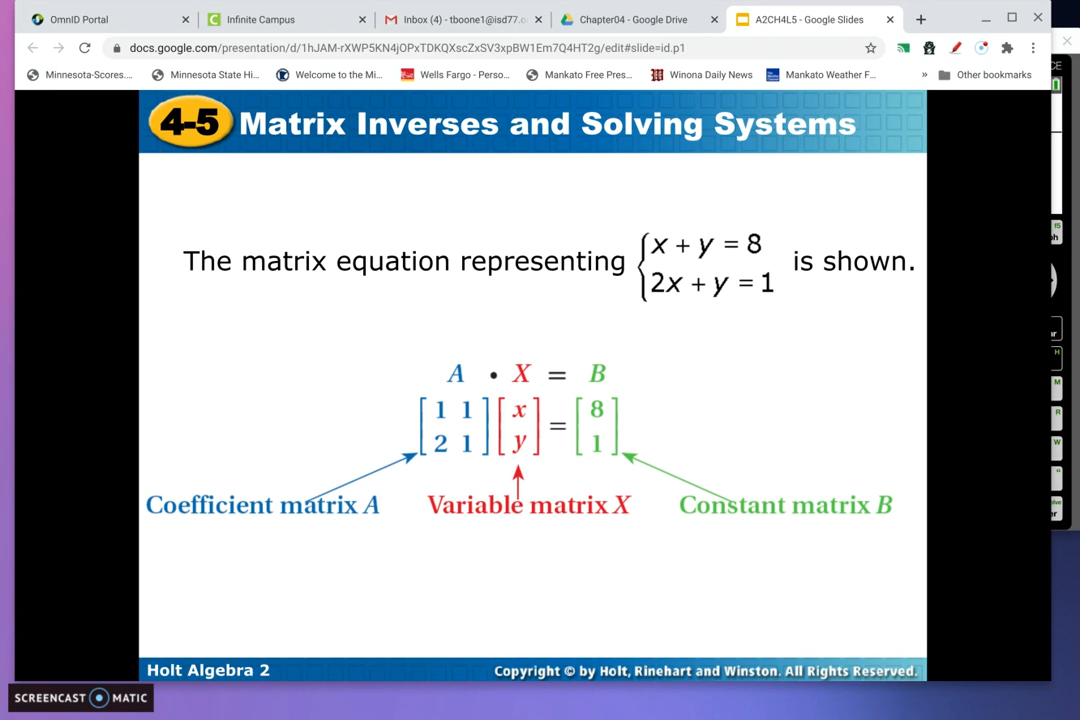 OmnID Portal
Infinite Campus
Inbox (4) - tboone1@isd77.o
Chapter04 - Google Drive
A2CH4L5 - Google Slides
docs.google.com/presentation/d/1hJAM-rXWP5KN4jOPxTDKQXscZxSV3xpBW1Em7Q4HT2g/edit#slide=id.p1
Minnesota-Scores....
Minnesota State Hi...
Welcome to the Mi...
Wells Fargo - Perso...
Mankato Free Pres...
Winona Daily News
Mankato Weather F...
» Other bookmarks
4-5 Matrix Inverses and Solving Systems
x + y = 8
The matrix equation representing { is shown.
2x + y = 1
A • X = B
[1 1] [x] = [8]
[2 1] [y] [1]
Coefficient matrix A
Variable matrix X
Constant matrix B
Holt Algebra 2
Copyright © by Holt, Rinehart and Winston. All Rights Reserved.
SCREENCAST MATIC